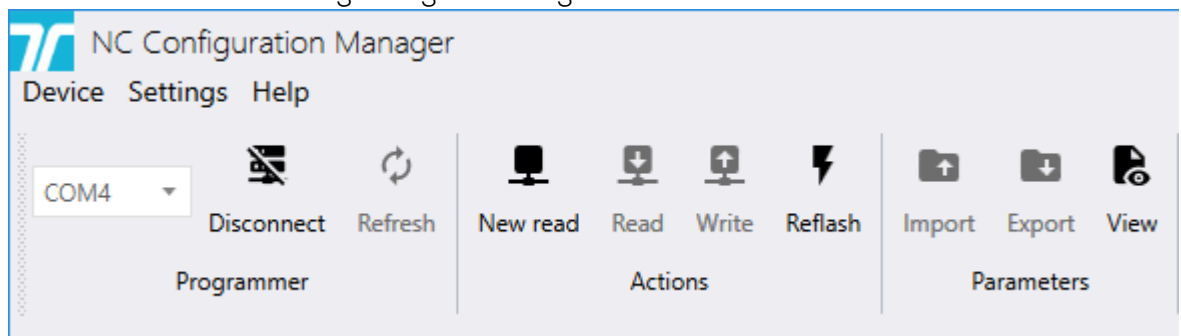 NC Configuration Manager
Device Settings Help
COM4 Disconnect Refresh New read Read Write Reflash Import Export View
Programmer Actions Parameters